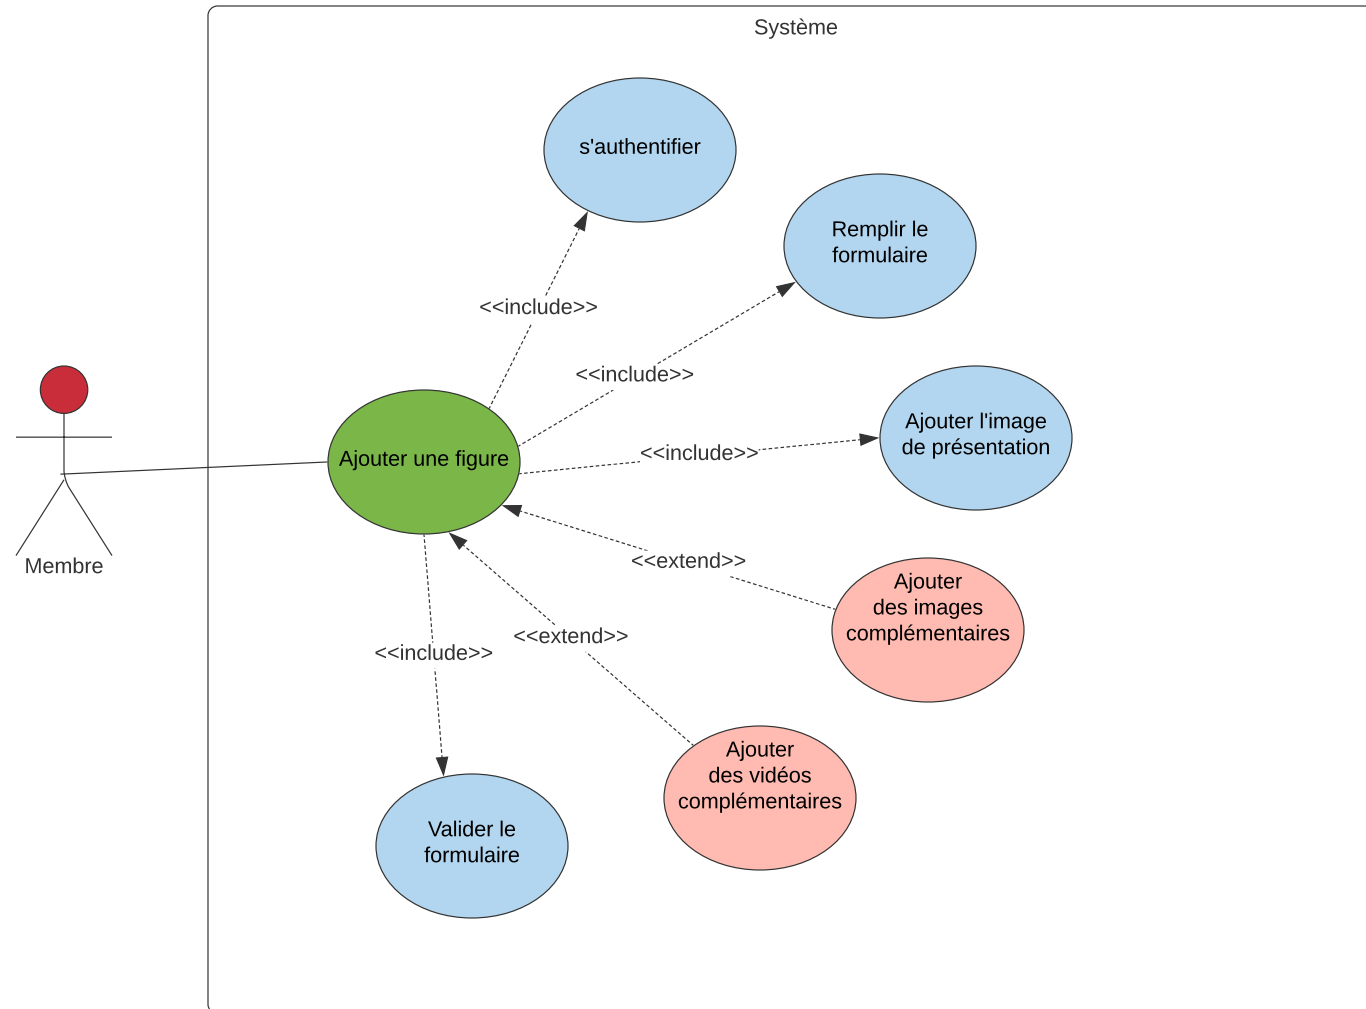 Système
s'authentifier
Remplir le
formulaire
<<include>>
<<include>>
Ajouter l'image
de présentation
<<include>>
Ajouter une figure
Membre
<<extend>>
Ajouter
des images
complémentaires
<<extend>>
<<include>>
Ajouter
des vidéos
complémentaires
Valider le
formulaire